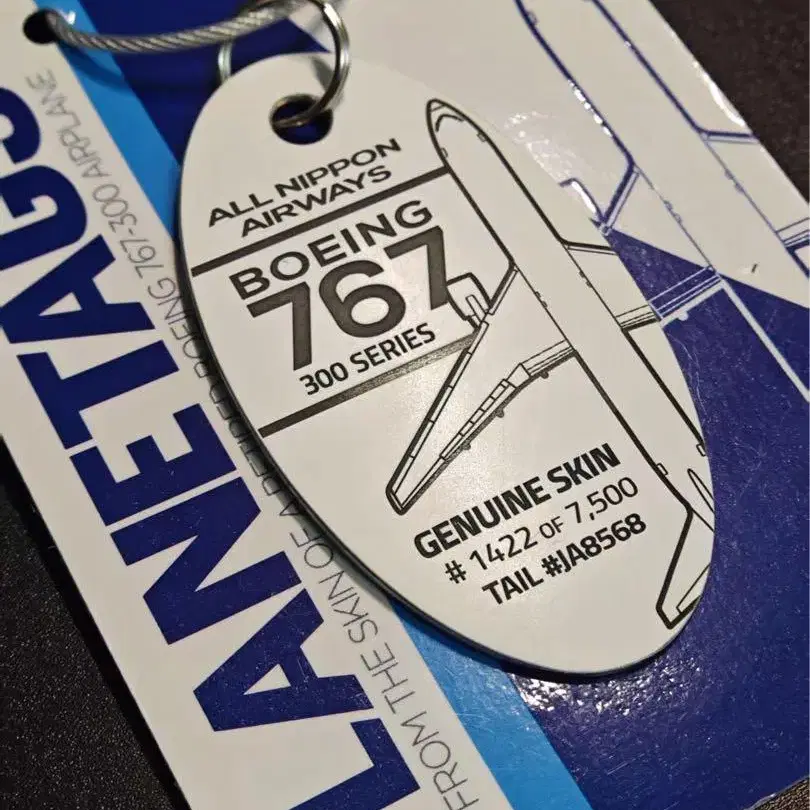 ALL NIPPON
AIRWAYS
BOEING
767
300 SERIES
GENUINE SKIN
# 1422 OF 7,500
TAIL #JA8568
LANETAGS
FROM THE SKIN OF A RETIRED BOEING 767-300 AIRPLANE